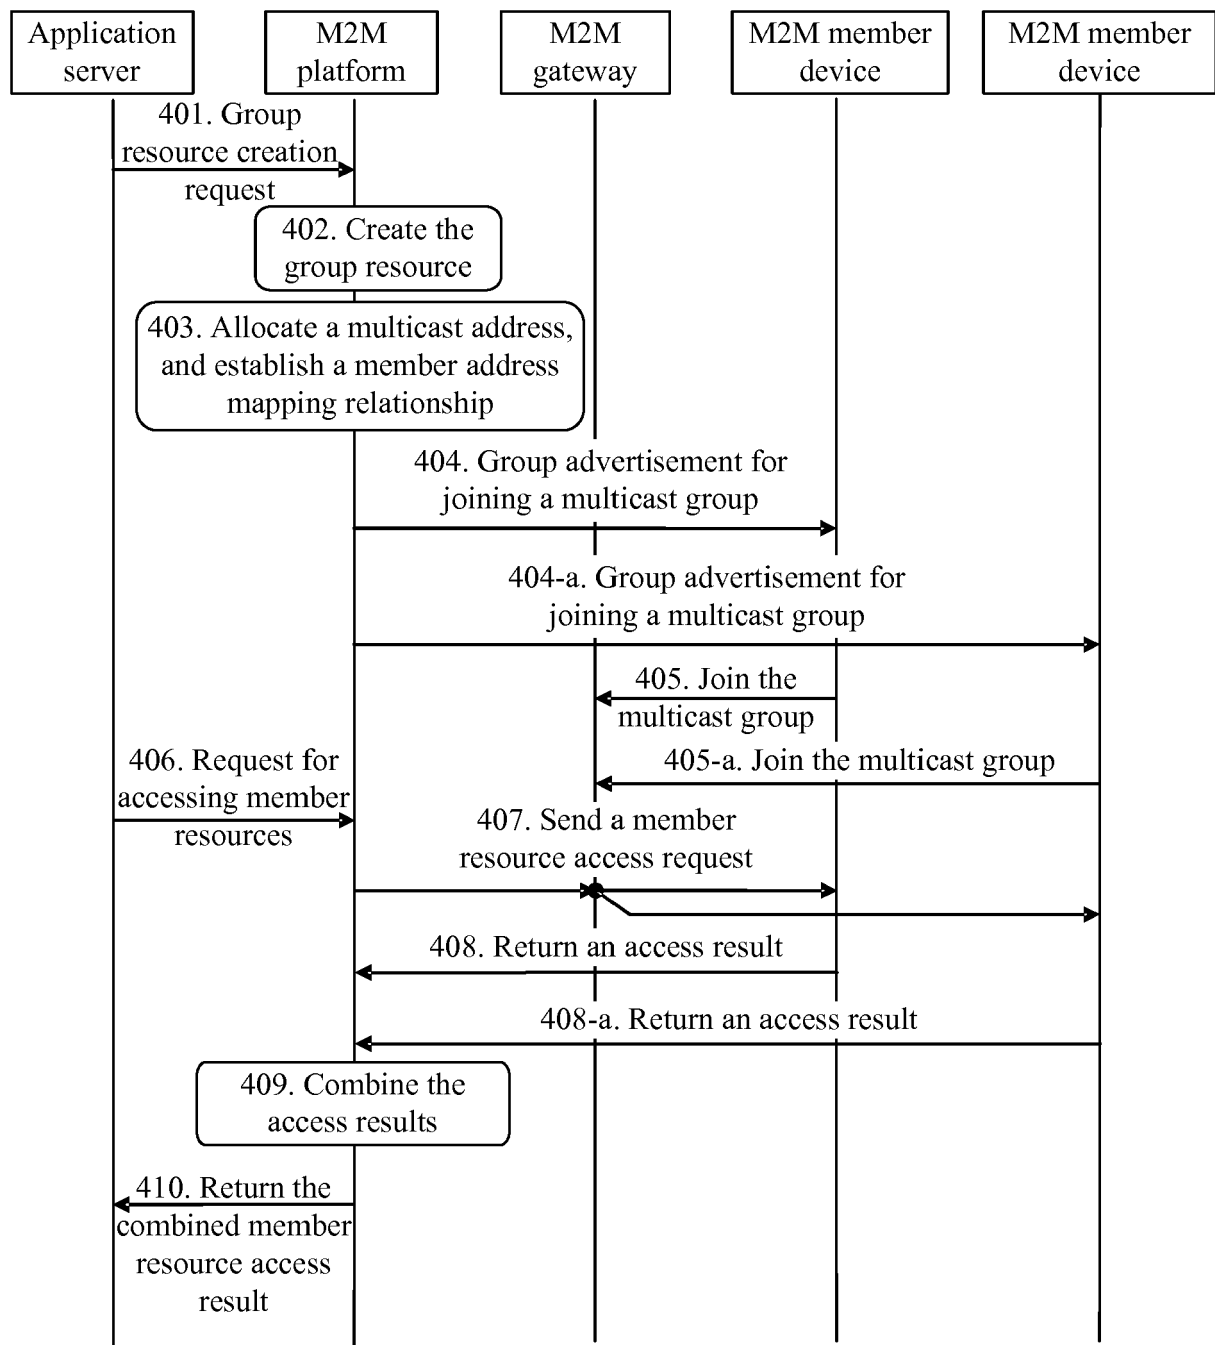 Application
server
M2M
platform
M2M
gateway
M2M member
device
M2M member
device
401. Group
resource creation
request
402. Create the
group resource
403. Allocate a multicast address,
and establish a member address
mapping relationship
404. Group advertisement for
joining a multicast group
404-a. Group advertisement for
joining a multicast group
405. Join the
multicast group
405-a. Join the multicast group
406. Request for
accessing member
resources
407. Send a member
resource access request
408. Return an access result
408-a. Return an access result
409. Combine the
access results
410. Return the
combined member
resource access
result